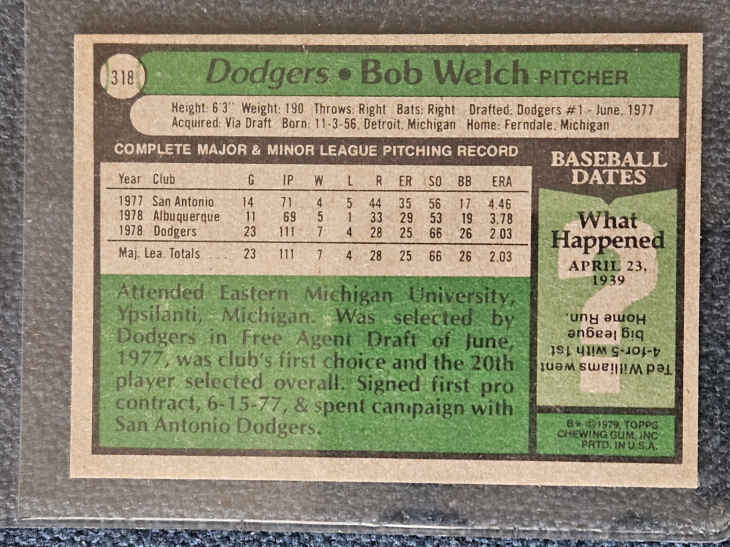 318
Dodgers • Bob Welch - PITCHER
Height: 6'3" Weight: 190 Throws: Right Bats: Right Drafted: Dodgers #1 - June, 1977
Acquired: Via Draft Born: 11-3-56, Detroit, Michigan Home: Ferndale, Michigan
COMPLETE MAJOR & MINOR LEAGUE PITCHING RECORD
Year Club G IP W L R ER SO BB ERA
1977 San Antonio 14 71 4 5 44 35 56 17 4.46
1978 Albuquerque 11 69 5 1 33 29 53 19 3.78
1978 Dodgers 23 111 7 4 28 25 66 26 2.03
Maj. Lea. Totals 23 111 7 4 28 25 66 26 2.03
Attended Eastern Michigan University,
Ypsilanti, Michigan. Was selected by
Dodgers in Free Agent Draft of June,
1977, was club's first choice and the 20th
player selected overall. Signed first pro
contract, 6-15-77, & spent campaign with
San Antonio Dodgers.
BASEBALL
DATES
What
Happened
APRIL 23,
1939
?
Ted Williams went
4-for-5 with 1st
big league
Home Run.
B* © 1979, TOPPS
CHEWING GUM, INC
PRTD. IN U.S.A.